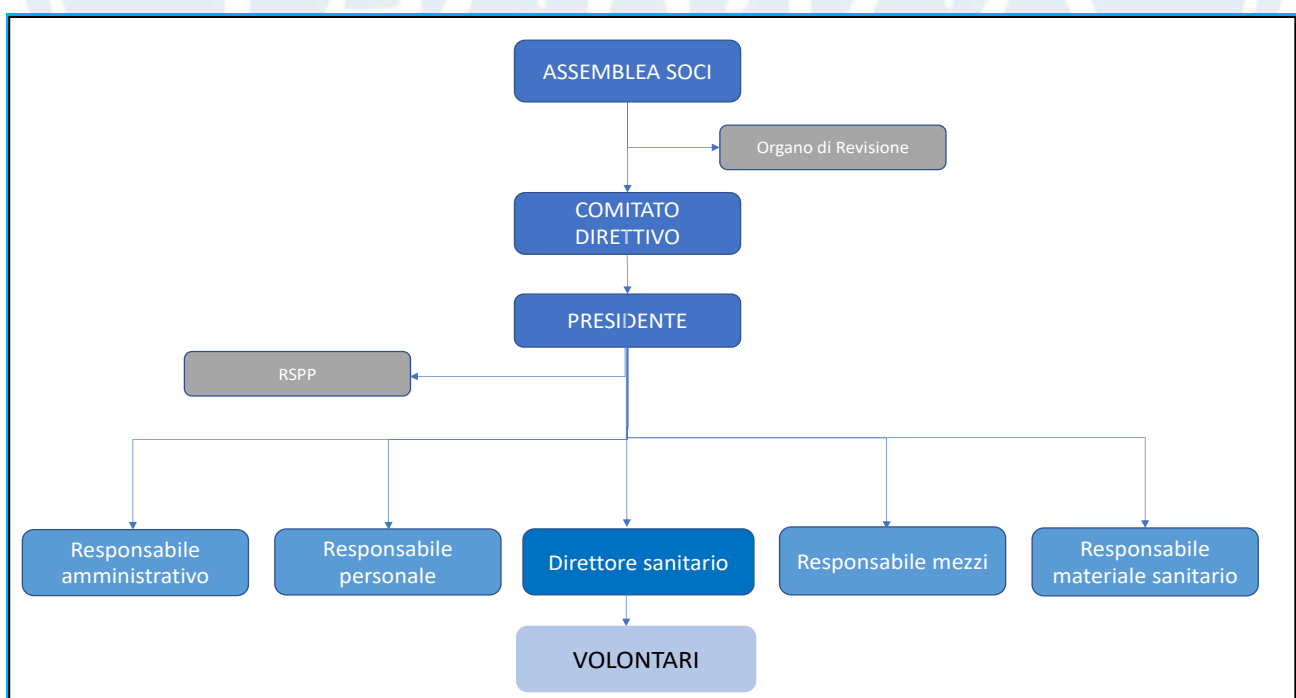 ASSEMBLEA SOCI
Organo di Revisione
COMITATO
DIRETTIVO
PRESIDENTE
RSPP
Responsabile
amministrativo
Responsabile
personale
Direttore sanitario
Responsabile mezzi
Responsabile
materiale sanitario
VOLONTARI